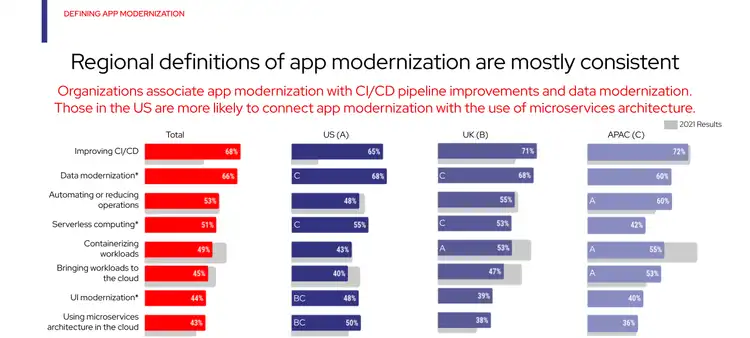 DEFINING APP MODERNIZATION
Regional definitions of app modernization are mostly consistent
Organizations associate app modernization with CI/CD pipeline improvements and data modernization.
Those in the US are more likely to connect app modernization with the use of microservices architecture.
2021 Results
Total US (A) UK (B) APAC (C)
Improving CI/CD 68% 65% 71% 72%
Data modernization* 66% C 68% C 68% 60%
Automating or reducing
operations 53% 48% 55% A 60%
Serverless computing* 51% C 55% C 53% 42%
Containerizing
workloads 49% 43% A 53% A 55%
Bringing workloads to
the cloud 45% 40% 47% A 53%
UI modernization* 44% BC 48% 39% 40%
Using microservices
architecture in the cloud 43% BC 50% 38% 36%